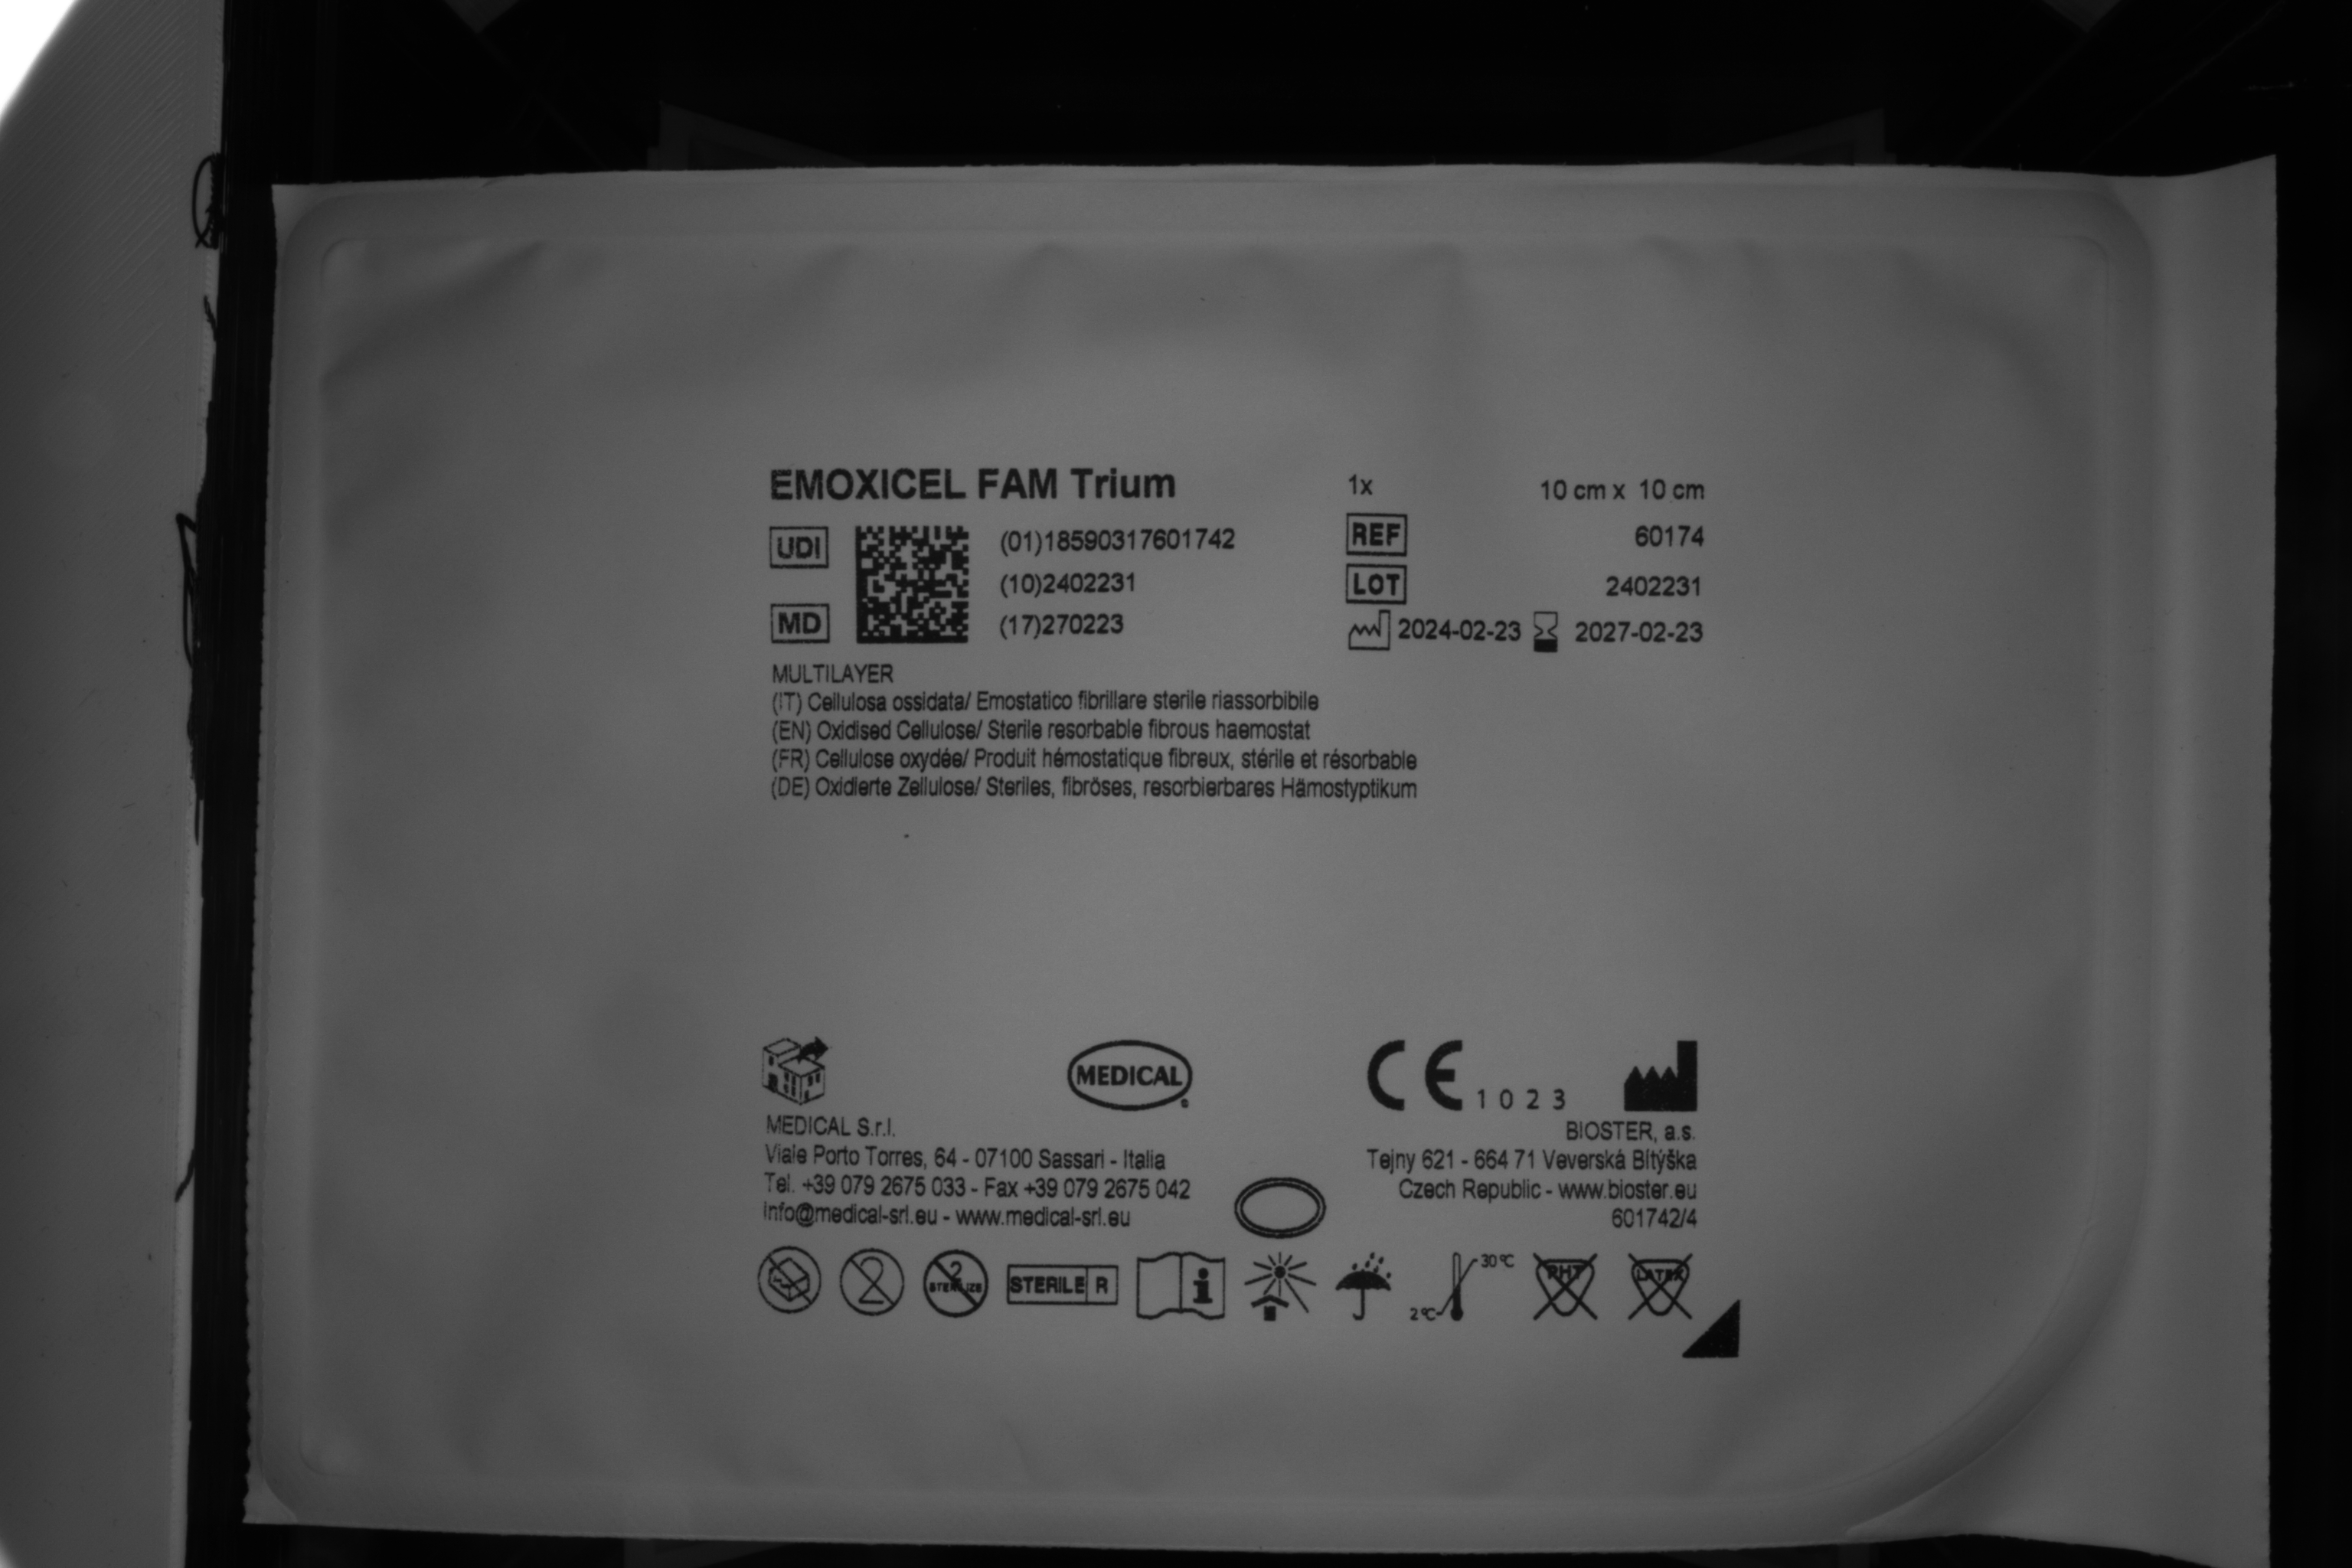 EMOXICEL FAM Trium
1x 10 cm x 10 cm
UDI (01)18590317601742
REF 60174
(10)2402231
LOT 2402231
MD (17)270223
2024-02-23 2027-02-23
MULTILAYER
(IT) Cellulosa ossidata/ Emostatico fibrillare sterile riassorbibile
(EN) Oxidised Cellulose/ Sterile resorbable fibrous haemostat
(FR) Cellulose oxydée/ Produit hémostatique fibreux, stérile et résorbable
(DE) Oxidierte Zellulose/ Steriles, fibröses, resorbierbares Hämostyptikum
MEDICAL
CE 1023
MEDICAL S.r.l.
Viale Porto Torres, 64 - 07100 Sassari - Italia
Tel. +39 079 2675 033 - Fax +39 079 2675 042
info@medical-srl.eu - www.medical-srl.eu
BIOSTER, a.s.
Tejny 621 - 664 71 Veverská Bítýška
Czech Republic - www.bioster.eu
601742/4
2
2 STERILIZE
STERILE R
i
2°C 30°C
PHT
LATEX